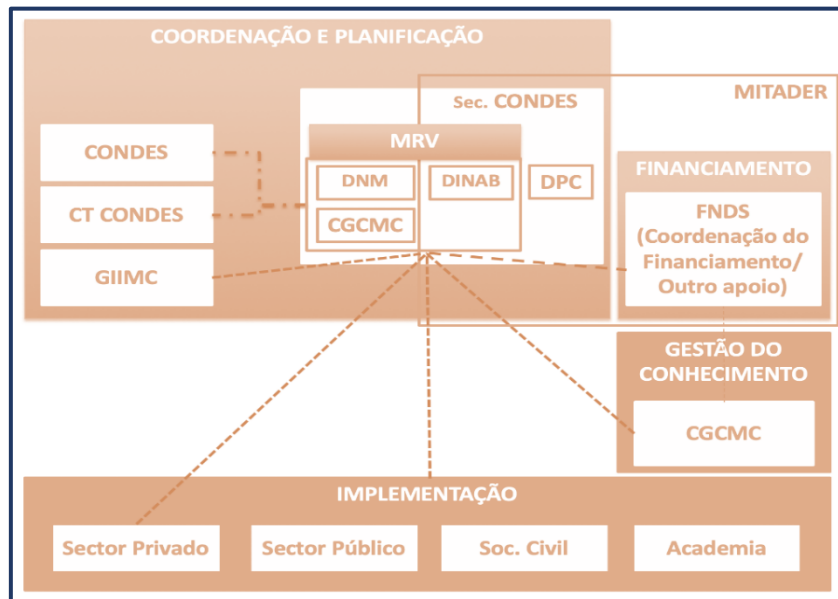 COORDENAÇÃO E PLANIFICAÇÃO
MITADER
Sec. CONDES
MRV
CONDES
DNM
DINAB
DPC
FINANCIAMENTO
CT CONDES
CGCMC
FNDS
(Coordenação do
Financiamento/
Outro apoio)
GIIMC
GESTÃO DO
CONHECIMENTO
CGCMC
IMPLEMENTAÇÃO
Sector Privado
Sector Público
Soc. Civil
Academia